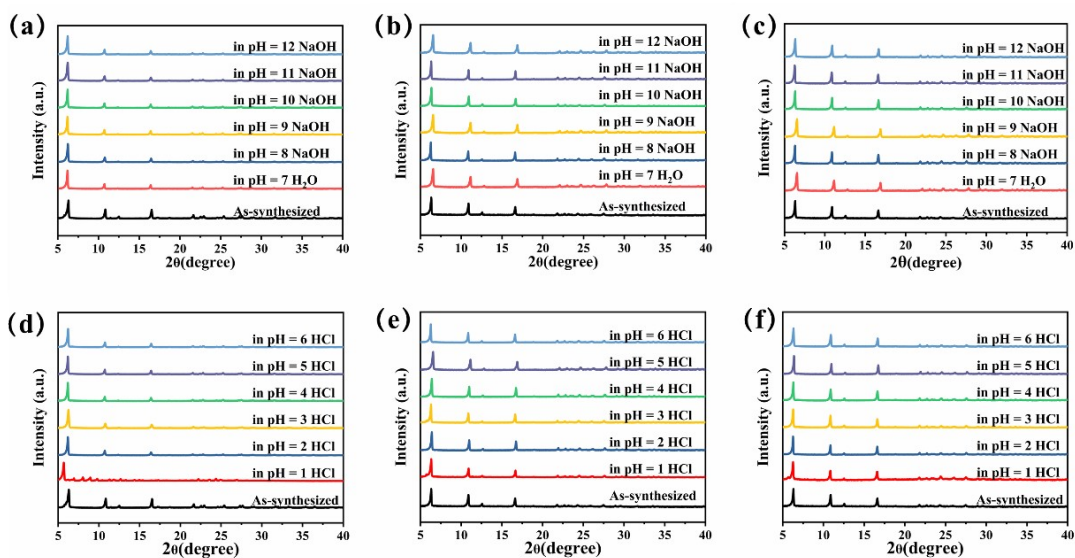 (a)
Intensity (a.u.)
in pH = 12 NaOH
in pH = 11 NaOH
in pH = 10 NaOH
in pH = 9 NaOH
in pH = 8 NaOH
in pH = 7 H₂O
As-synthesized
5 10 15 20 25 30 35 40
2θ(degree)
(b)
Intensity (a.u.)
in pH = 12 NaOH
in pH = 11 NaOH
in pH = 10 NaOH
in pH = 9 NaOH
in pH = 8 NaOH
in pH = 7 H₂O
As-synthesized
5 10 15 20 25 30 35 40
2θ(degree)
(c)
Intensity (a.u.)
in pH = 12 NaOH
in pH = 11 NaOH
in pH = 10 NaOH
in pH = 9 NaOH
in pH = 8 NaOH
in pH = 7 H₂O
As-synthesized
5 10 15 20 25 30 35 40
2θ(degree)
(d)
Intensity (a.u.)
in pH = 6 HCl
in pH = 5 HCl
in pH = 4 HCl
in pH = 3 HCl
in pH = 2 HCl
in pH = 1 HCl
As-synthesized
5 10 15 20 25 30 35 40
2θ(degree)
(e)
Intensity (a.u.)
in pH = 6 HCl
in pH = 5 HCl
in pH = 4 HCl
in pH = 3 HCl
in pH = 2 HCl
in pH = 1 HCl
As-synthesized
5 10 15 20 25 30 35 40
2θ(degree)
(f)
Intensity (a.u.)
in pH = 6 HCl
in pH = 5 HCl
in pH = 4 HCl
in pH = 3 HCl
in pH = 2 HCl
in pH = 1 HCl
As-synthesized
5 10 15 20 25 30 35 40
2θ(degree)